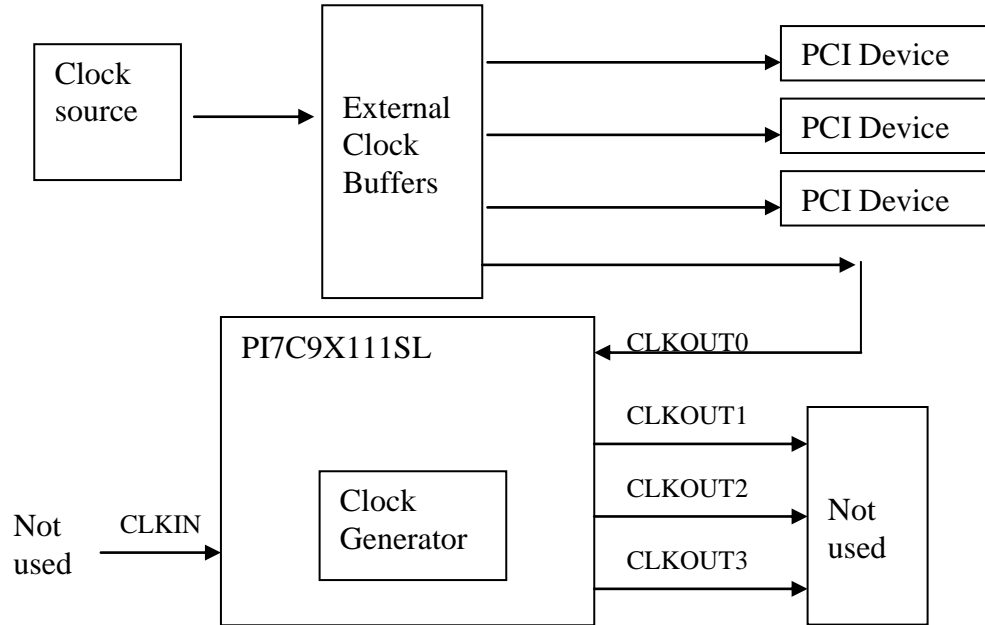 Clock
source
External
Clock
Buffers
PCI Device
PCI Device
PCI Device
PI7C9X111SL
CLKOUT0
CLKOUT1
CLKOUT2
CLKOUT3
Clock
Generator
Not
used
CLKIN
Not
used